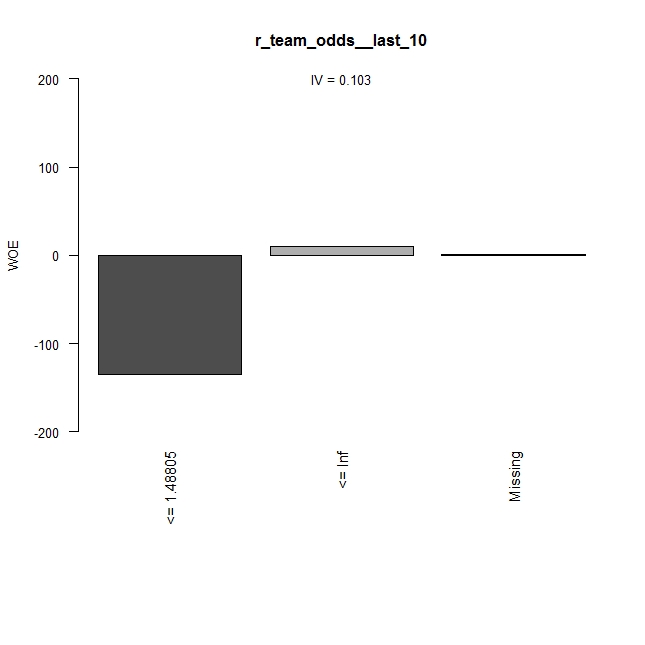 r_team_odds__last_10
IV = 0.103
200
100
0
-100
-200
WOE
<= 1.48805
<= Inf
Missing